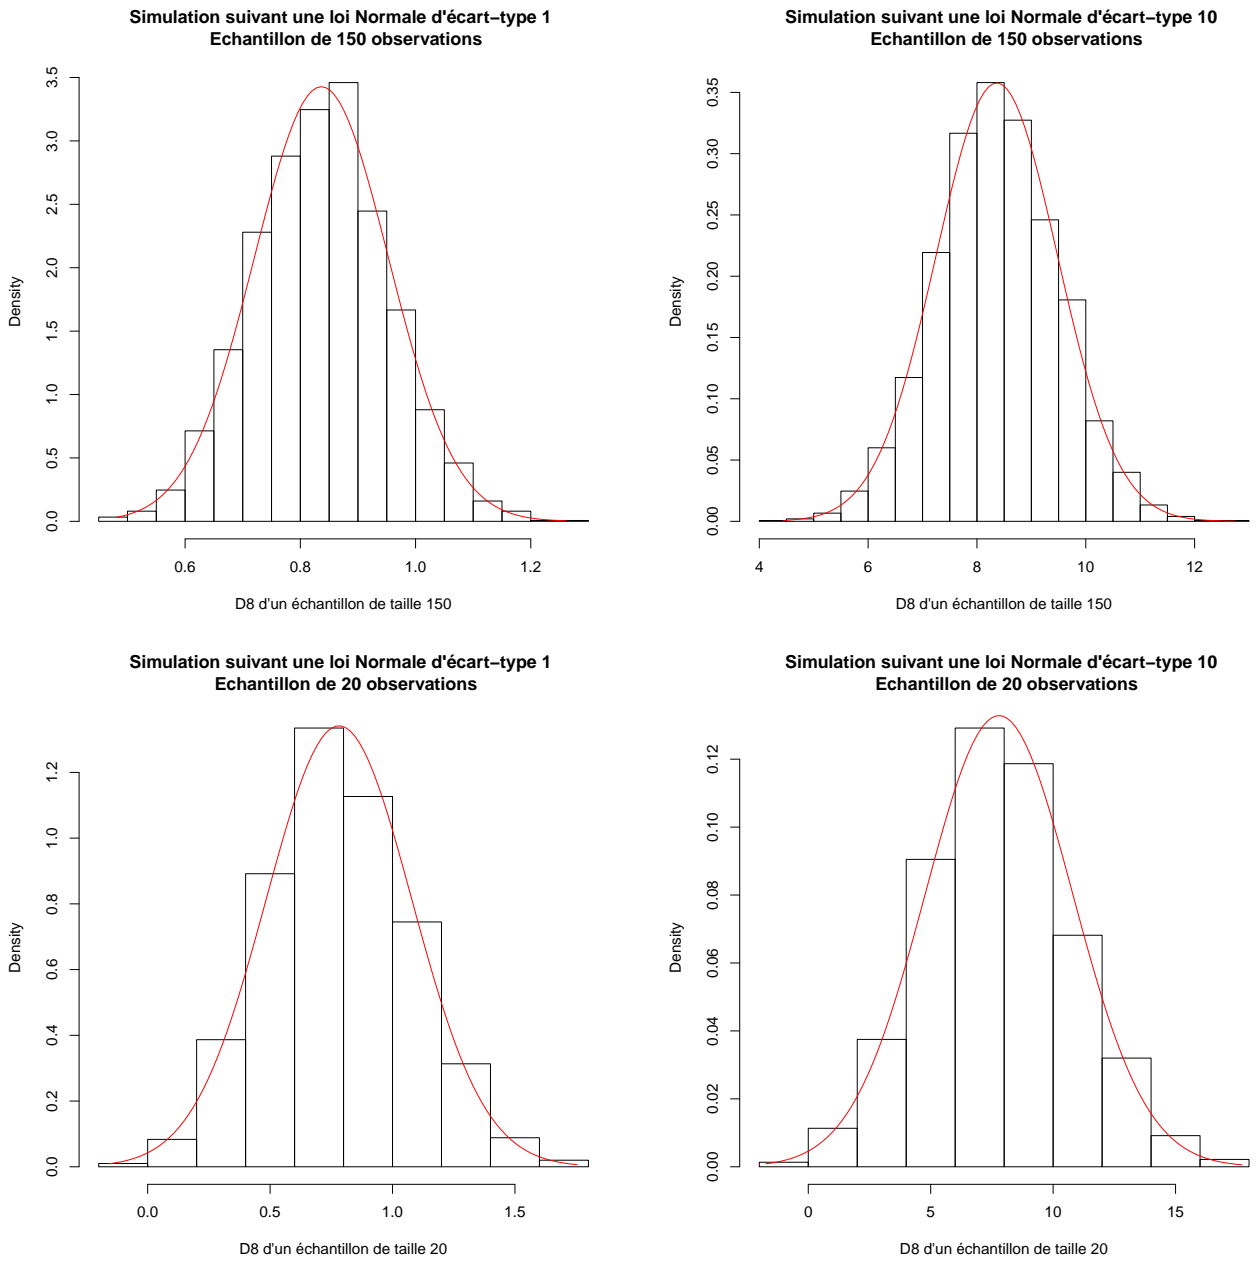 Simulation suivant une loi Normale d'écart−type 1
Echantillon de 150 observations
Density
0.0 0.5 1.0 1.5 2.0 2.5 3.0 3.5
0.6 0.8 1.0 1.2
D8 d'un échantillon de taille 150
Simulation suivant une loi Normale d'écart−type 10
Echantillon de 150 observations
Density
0.00 0.05 0.10 0.15 0.20 0.25 0.30 0.35
4 6 8 10 12
D8 d'un échantillon de taille 150
Simulation suivant une loi Normale d'écart−type 1
Echantillon de 20 observations
Density
0.0 0.2 0.4 0.6 0.8 1.0 1.2
0.0 0.5 1.0 1.5
D8 d'un échantillon de taille 20
Simulation suivant une loi Normale d'écart−type 10
Echantillon de 20 observations
Density
0.00 0.02 0.04 0.06 0.08 0.10 0.12
0 5 10 15
D8 d'un échantillon de taille 20